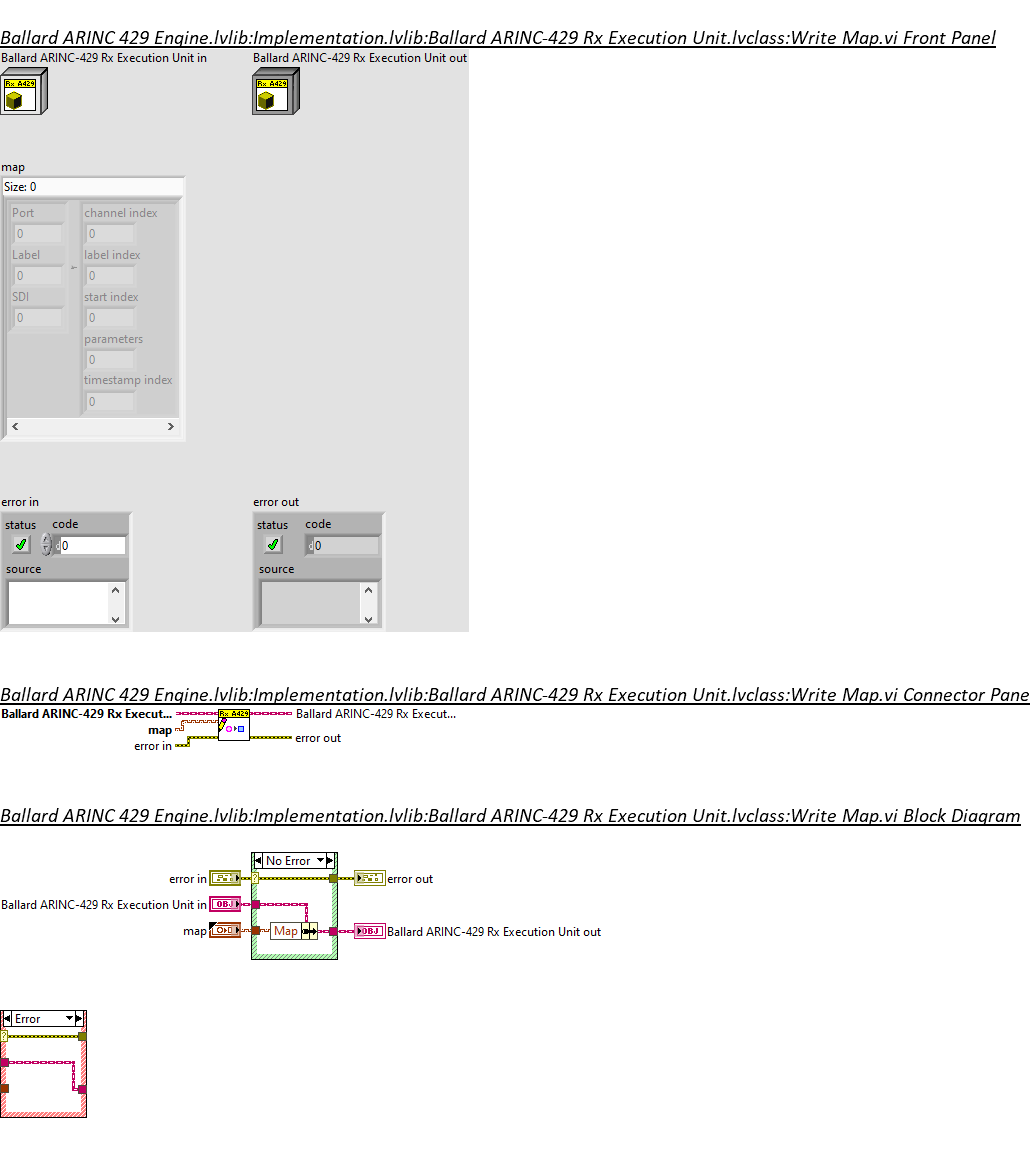 Ballard ARINC 429 Engine.lvlib:Implementation.lvlib:Ballard ARINC-429 Rx Execution Unit.lvclass:Write Map.vi Front Panel
Ballard ARINC-429 Rx Execution Unit in
Ballard ARINC-429 Rx Execution Unit out
Rx A429
Rx A429
map
Size: 0
Port
channel index
0
0
Label
label index
0
0
SDI
start index
0
0
parameters
0
timestamp index
0
error in
error out
status code
status code
0
d 0
source
source
Ballard ARINC 429 Engine.lvlib:Implementation.lvlib:Ballard ARINC-429 Rx Execution Unit.lvclass:Write Map.vi Connector Pane
Ballard ARINC-429 Rx Execut...
Rx A429
Ballard ARINC-429 Rx Execut...
map
error in
error out
Ballard ARINC 429 Engine.lvlib:Implementation.lvlib:Ballard ARINC-429 Rx Execution Unit.lvclass:Write Map.vi Block Diagram
No Error
error in
?
error out
Ballard ARINC-429 Rx Execution Unit in
OBJ
map
Map
OBJ
Ballard ARINC-429 Rx Execution Unit out
Error
?